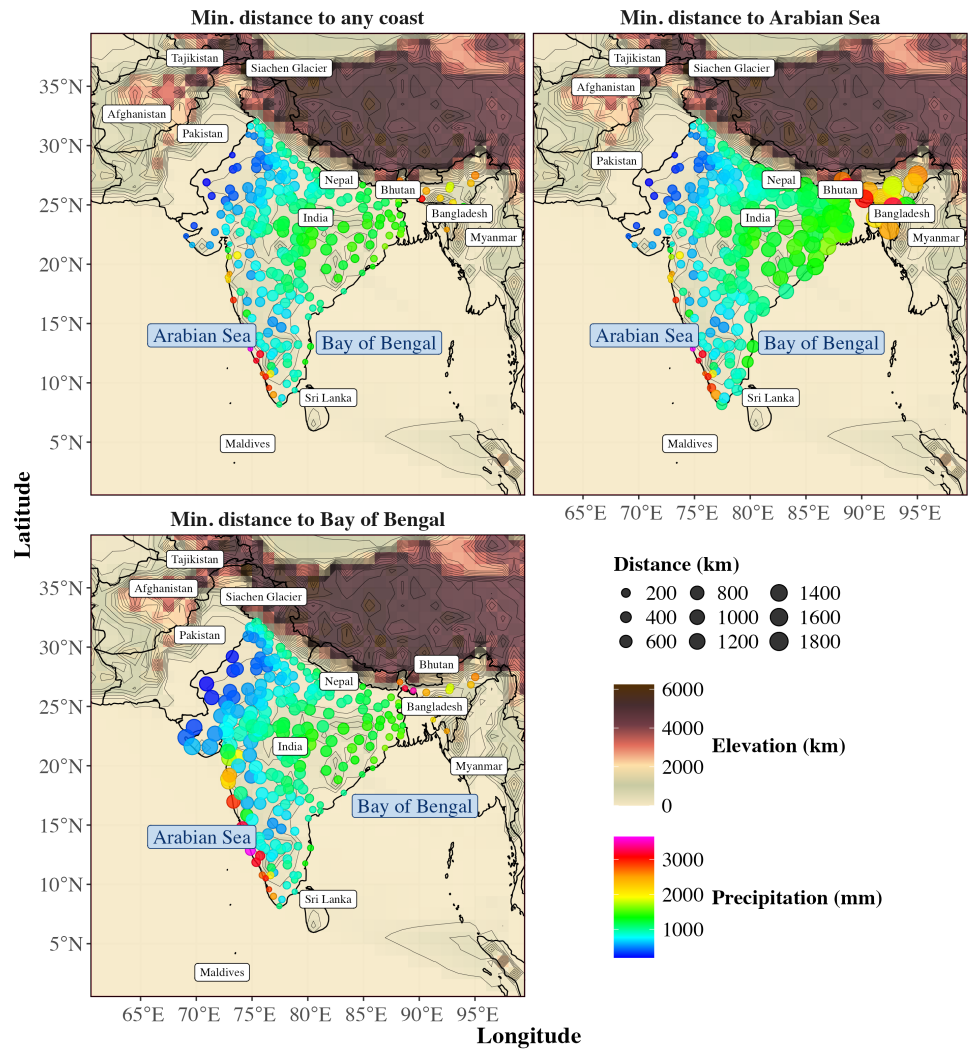 Min. distance to any coast
Min. distance to Arabian Sea
35°N
30°N
25°N
20°N
15°N
10°N
5°N
Tajikistan
Siachen Glacier
Afghanistan
Pakistan
Nepal
Bhutan
India
Bangladesh
Myanmar
Arabian Sea
Bay of Bengal
Sri Lanka
Maldives
Tajikistan
Siachen Glacier
Afghanistan
Pakistan
Nepal
Bhutan
India
Bangladesh
Myanmar
Arabian Sea
Bay of Bengal
Sri Lanka
Maldives
65°E 70°E 75°E 80°E 85°E 90°E 95°E
Latitude
Min. distance to Bay of Bengal
35°N
30°N
25°N
20°N
15°N
10°N
5°N
Tajikistan
Afghanistan
Siachen Glacier
Pakistan
Bhutan
Nepal
Bangladesh
India
Myanmar
Bay of Bengal
Arabian Sea
Sri Lanka
Maldives
65°E 70°E 75°E 80°E 85°E 90°E 95°E
Longitude
Distance (km)
200 800 1400
400 1000 1600
600 1200 1800
6000
4000
2000
0
Elevation (km)
3000
2000
1000
Precipitation (mm)